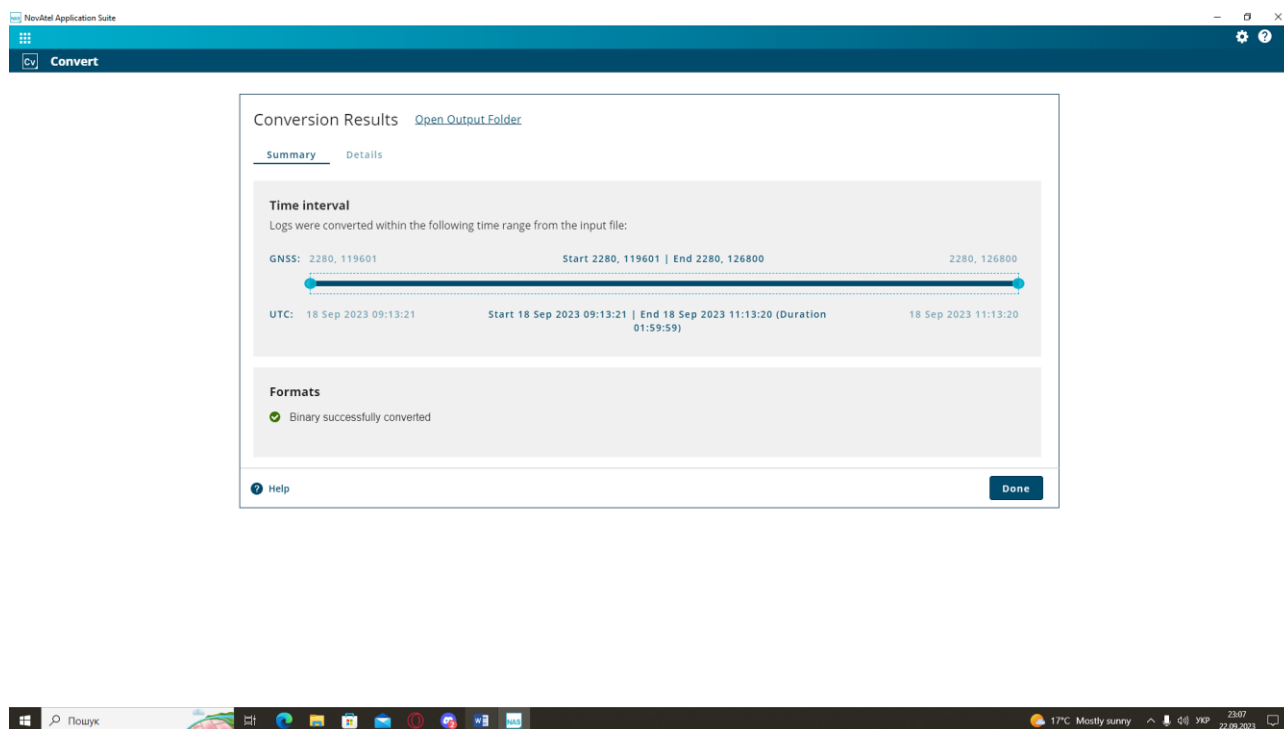 NAS NovAtel Application Suite
Cv Convert
Conversion Results Open Output Folder
Summary Details
Time interval
Logs were converted within the following time range from the input file:
GNSS: 2280, 119601 Start 2280, 119601 | End 2280, 126800 2280, 126800
UTC: 18 Sep 2023 09:13:21 Start 18 Sep 2023 09:13:21 | End 18 Sep 2023 11:13:20 (Duration 18 Sep 2023 11:13:20
01:59:59)
Formats
Binary successfully converted
? Help Done
Пошук NAS 17°C Mostly sunny УКР 23:07
22.09.2023